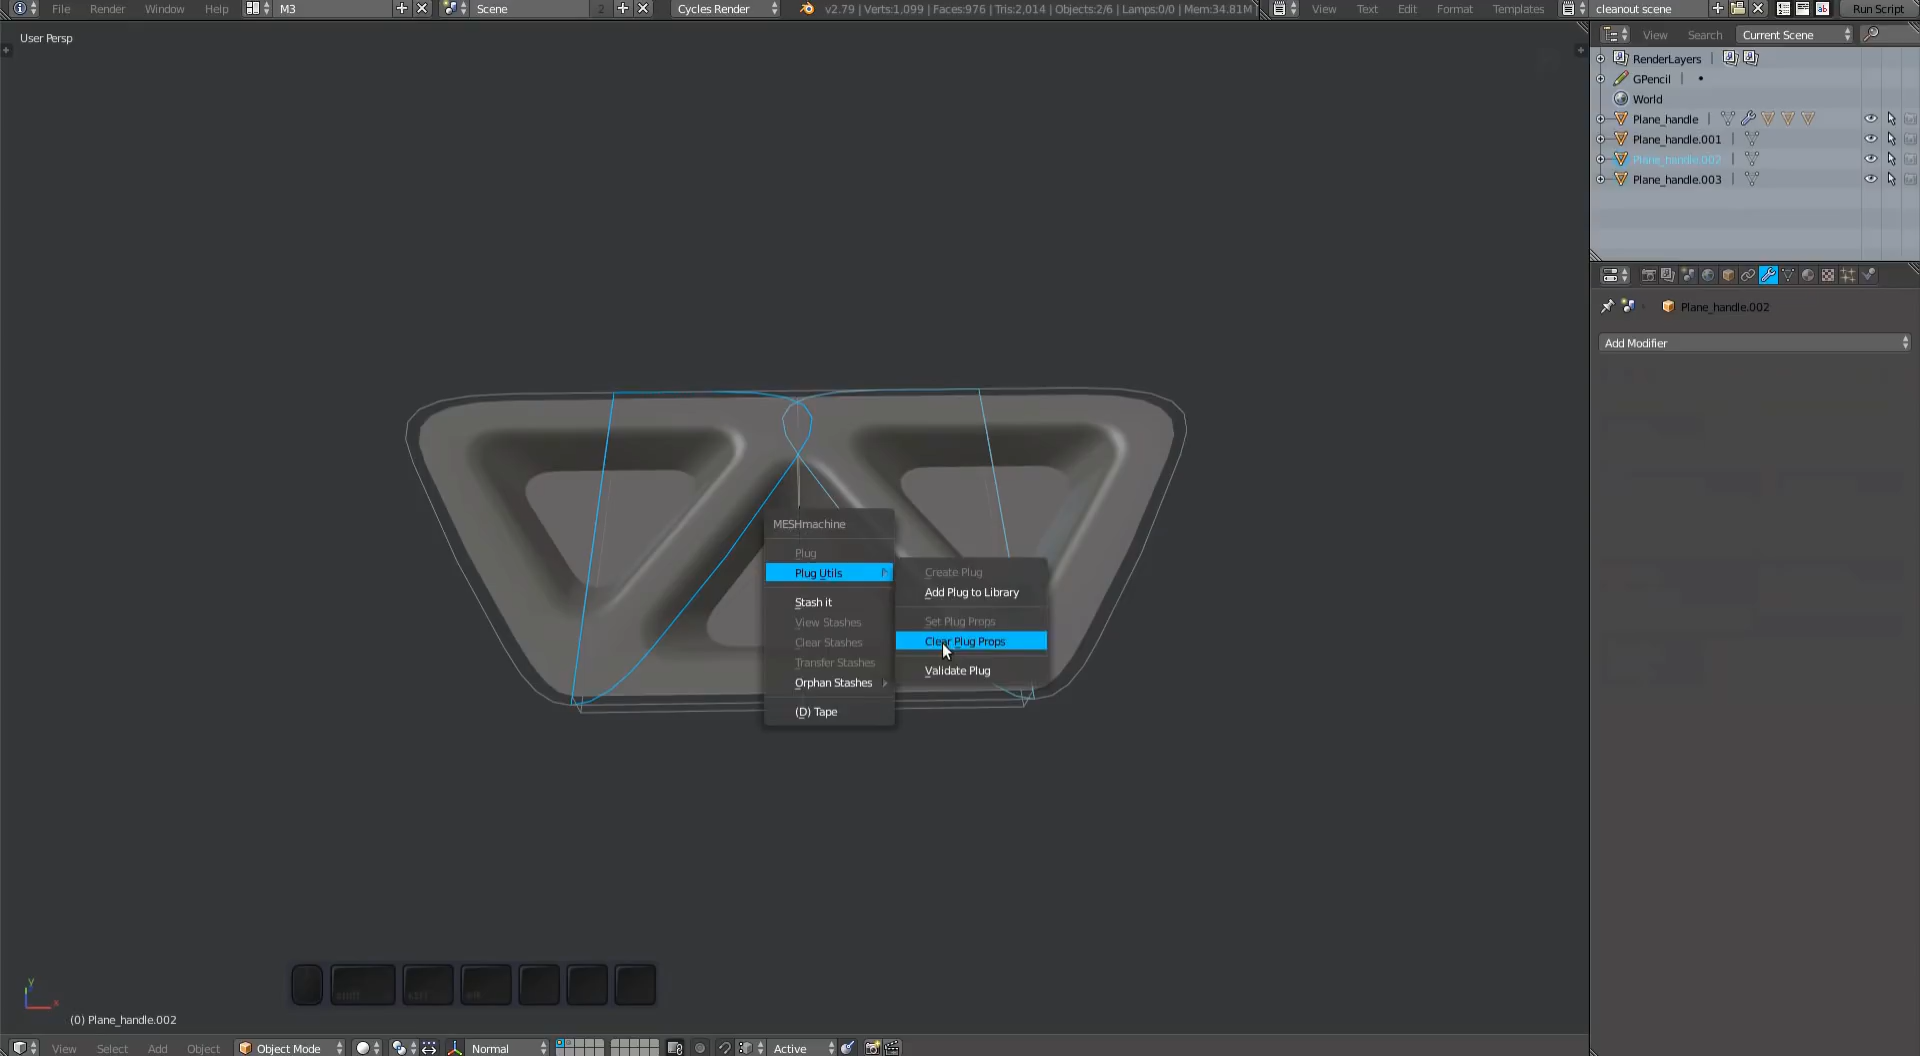 File Render Window Help M3 Scene 2 Cycles Render v2.79 | Verts:1,099 | Faces:976 | Tris:2,014 | Objects:2/6 | Lamps:0/0 | Mem:34.81M View Text Edit Format Templates cleanout scene Run Script
User Persp
View Search Current Scene
RenderLayers
GPencil
World
Plane_handle
Plane_handle.001
Plane_handle.002
Plane_handle.003
Plane_handle.002
Add Modifier
MESHmachine
Plug
Plug Utils
Stash it
View Stashes
Clear Stashes
Transfer Stashes
Orphan Stashes
(D) Tape
Create Plug
Add Plug to Library
Set Plug Props
Clear Plug Props
Validate Plug
y
x
(0) Plane_handle.002
View Select Add Object Object Mode Normal Active